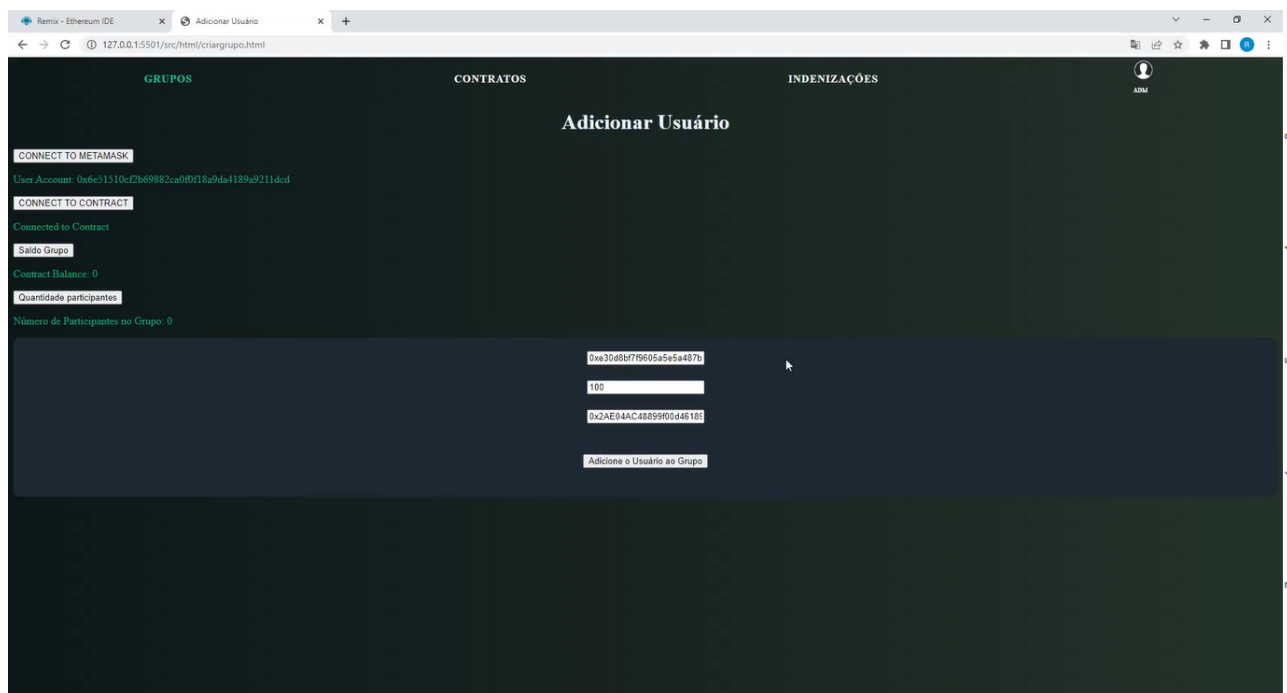 Remix - Ethereum IDE
Adicionar Usuário
127.0.0.1:5501/src/html/criargrupo.html
R
GRUPOS
CONTRATOS
INDENIZAÇÕES
ADM
Adicionar Usuário
CONNECT TO METAMASK
User Account: 0x6e51510cf2b69882ca0f0f18a9da4189a9211dcd
CONNECT TO CONTRACT
Connected to Contract
Saldo Grupo
Contract Balance: 0
Quantidade participantes
Número de Participantes no Grupo: 0
0xe30d8bf7f9605a5e5a487b
100
0x2AE04AC48899f00d46189
Adicione o Usuário ao Grupo